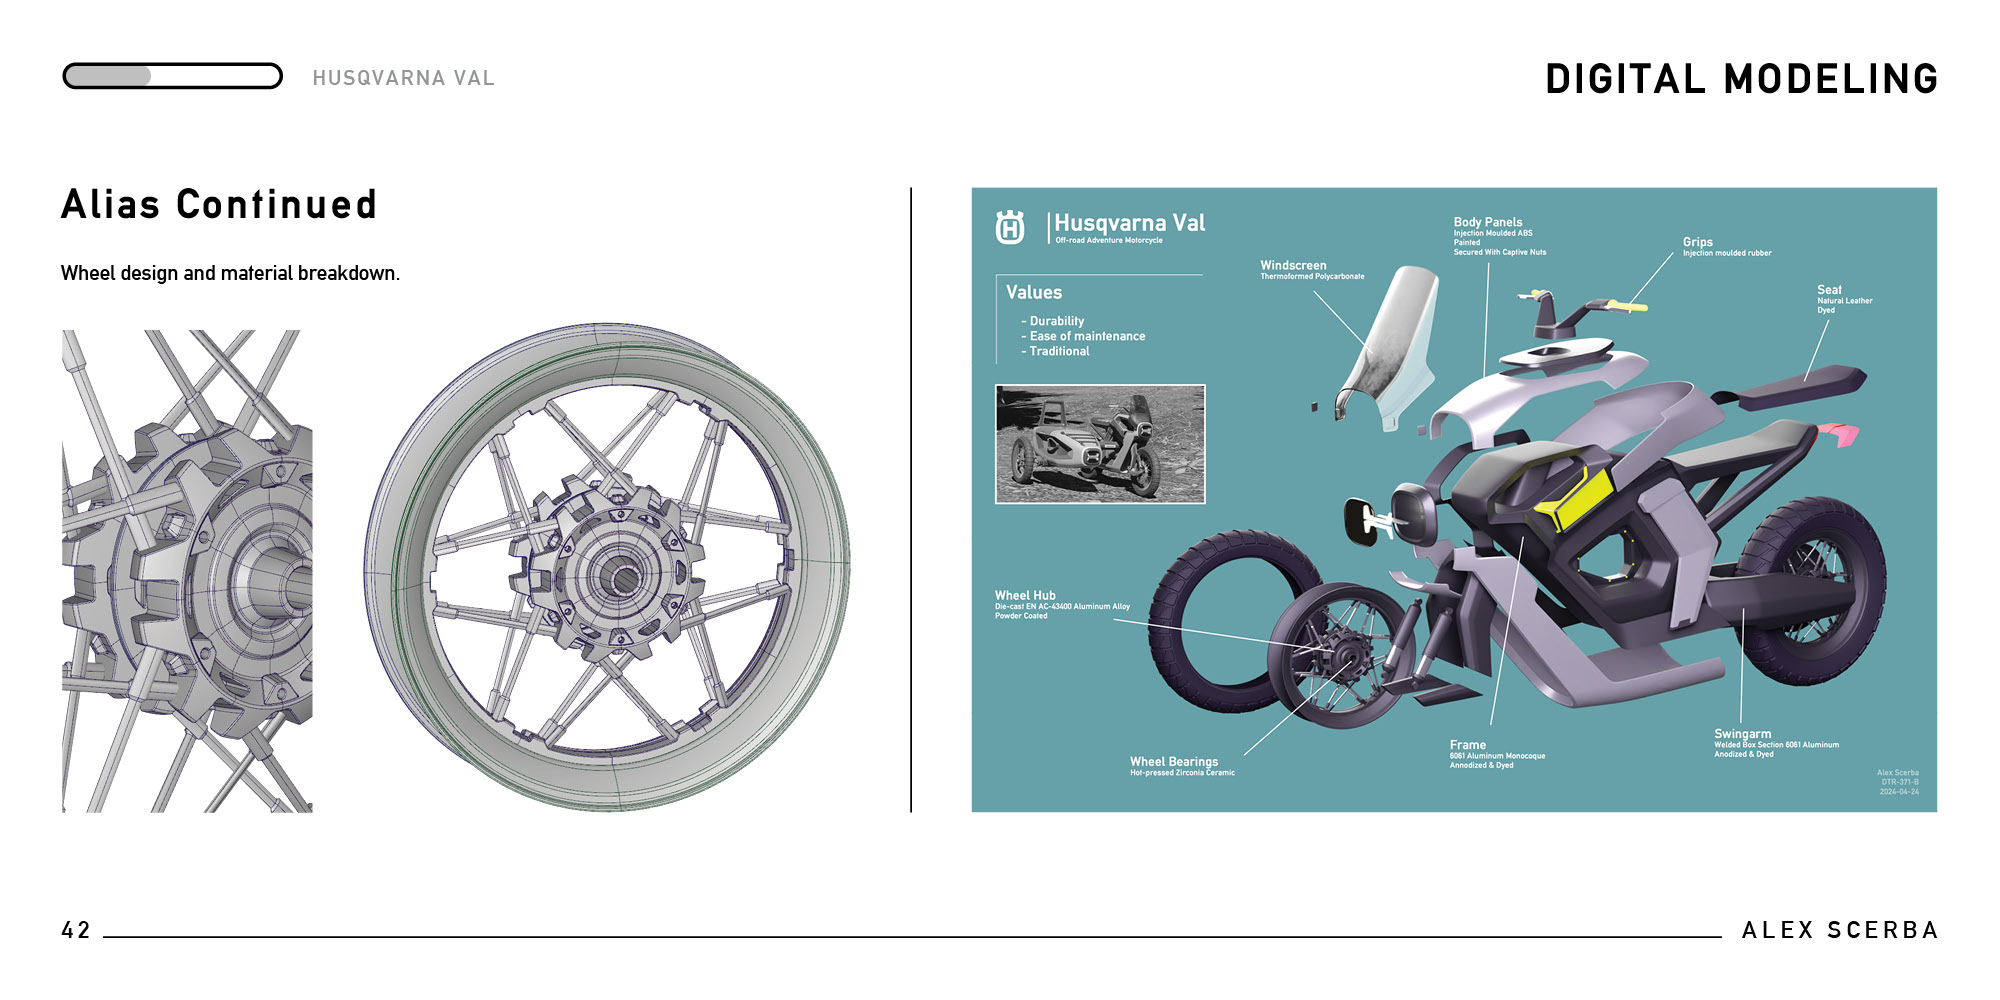 HUSQVARNA VAL
DIGITAL MODELING
Alias Continued
Wheel design and material breakdown.
H
Husqvarna Val
Off-road Adventure Motorcycle
Values
- Durability
- Ease of maintenance
- Traditional
Windscreen
Thermoformed Polycarbonate
Body Panels
Injection Moulded ABS
Painted
Secured With Captive Nuts
Grips
Injection moulded rubber
Seat
Natural Leather
Dyed
Wheel Hub
Die-cast EN AC-43400 Aluminum Alloy
Powder Coated
Wheel Bearings
Hot-pressed Zirconia Ceramic
Frame
6061 Aluminum Monocoque
Annodized & Dyed
Swingarm
Welded Box Section 6061 Aluminum
Anodized & Dyed
Alex Scerba
DTR-371-B
2024-04-24
42
ALEX SCERBA